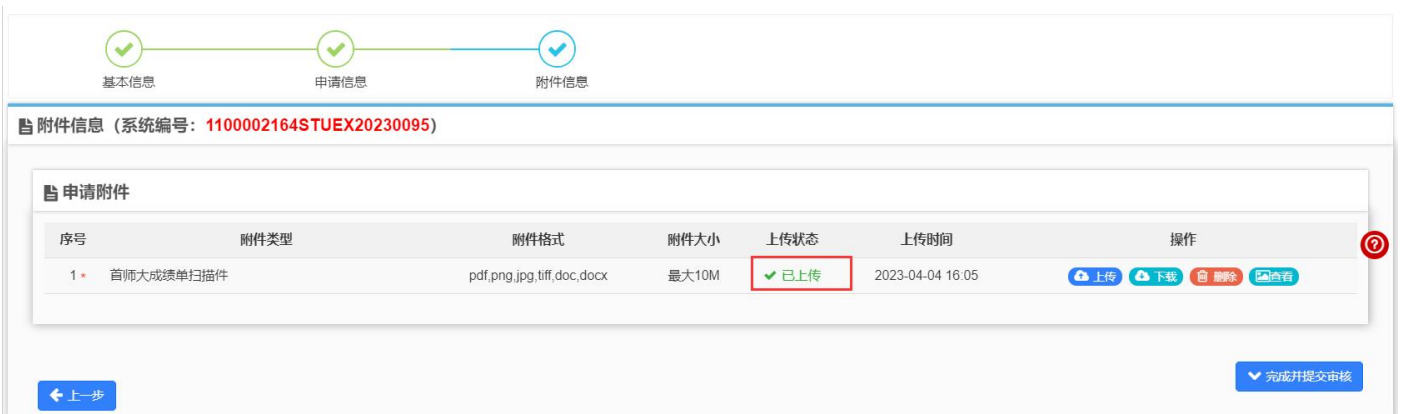 基本信息 申请信息 附件信息
附件信息（系统编号：1100002164STUEX20230095）
申请附件
序号 附件类型 附件格式 附件大小 上传状态 上传时间 操作
1 * 首师大成绩单扫描件 pdf,png,jpg,tiff,doc,docx 最大10M 已上传 2023-04-04 16:05 上传 下载 删除 查看
完成并提交审核
上一步